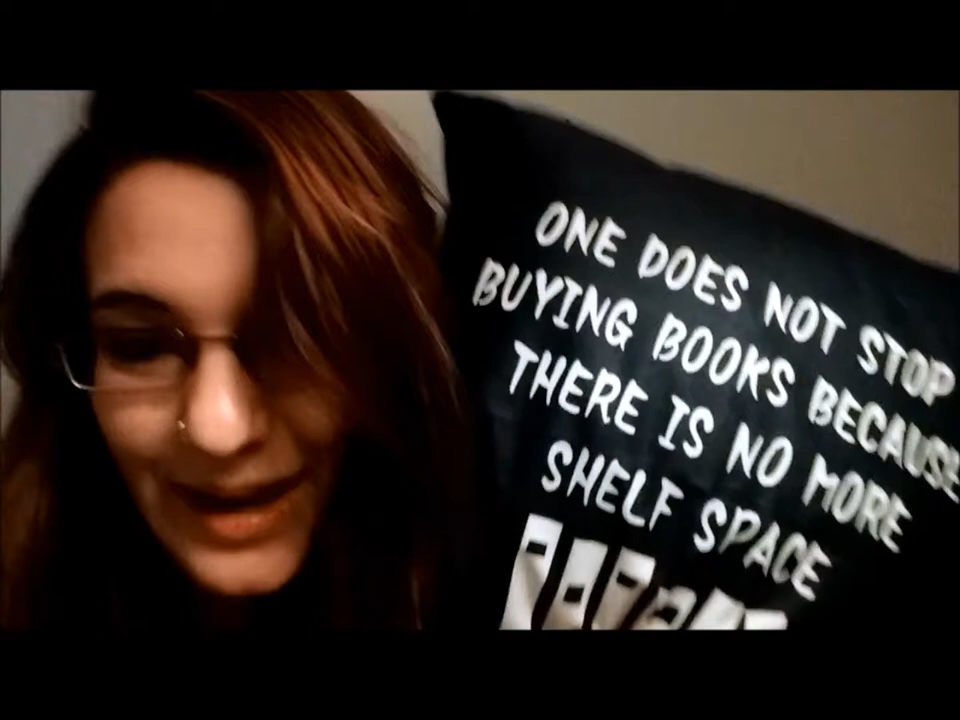 ONE DOES NOT STOP
BUYING BOOKS BECAUSE
THERE IS NO MORE
SHELF SPACE